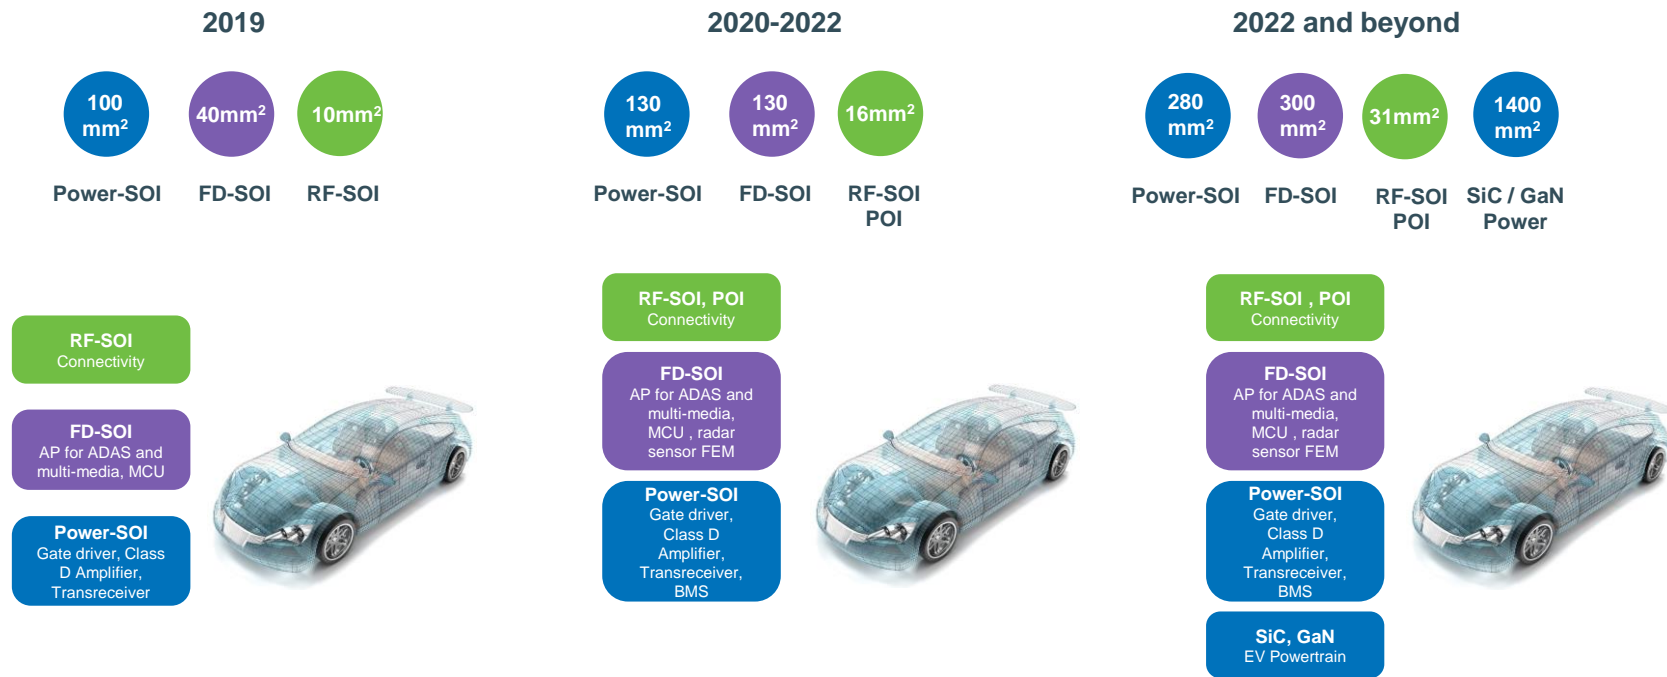 2019
100
mm²
40mm²
10mm²
Power-SOI
FD-SOI
RF-SOI
RF-SOI
Connectivity
FD-SOI
AP for ADAS and
multi-media, MCU
Power-SOI
Gate driver, Class
D Amplifier,
Transreceiver
2020-2022
130
mm²
130
mm²
16mm²
Power-SOI
FD-SOI
RF-SOI
POI
RF-SOI, POI
Connectivity
FD-SOI
AP for ADAS and
multi-media,
MCU , radar
sensor FEM
Power-SOI
Gate driver,
Class D
Amplifier,
Transreceiver,
BMS
2022 and beyond
280
mm²
300
mm²
31mm²
1400
mm²
Power-SOI
FD-SOI
RF-SOI
POI
SiC / GaN
Power
RF-SOI , POI
Connectivity
FD-SOI
AP for ADAS and
multi-media,
MCU , radar
sensor FEM
Power-SOI
Gate driver,
Class D
Amplifier,
Transreceiver,
BMS
SiC, GaN
EV Powertrain